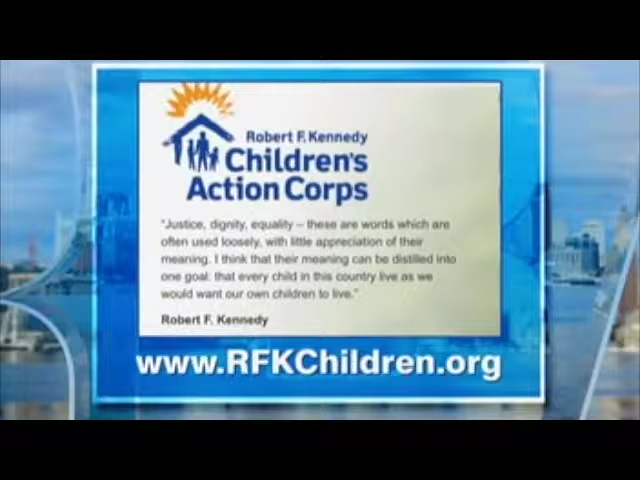 Robert F. Kennedy
Children's
Action Corps
"Justice, dignity, equality – these are words which are
often used loosely, with little appreciation of their
meaning. I think that their meaning can be distilled into
one goal: that every child in this country live as we
would want our own children to live."
Robert F. Kennedy
www.RFKChildren.org